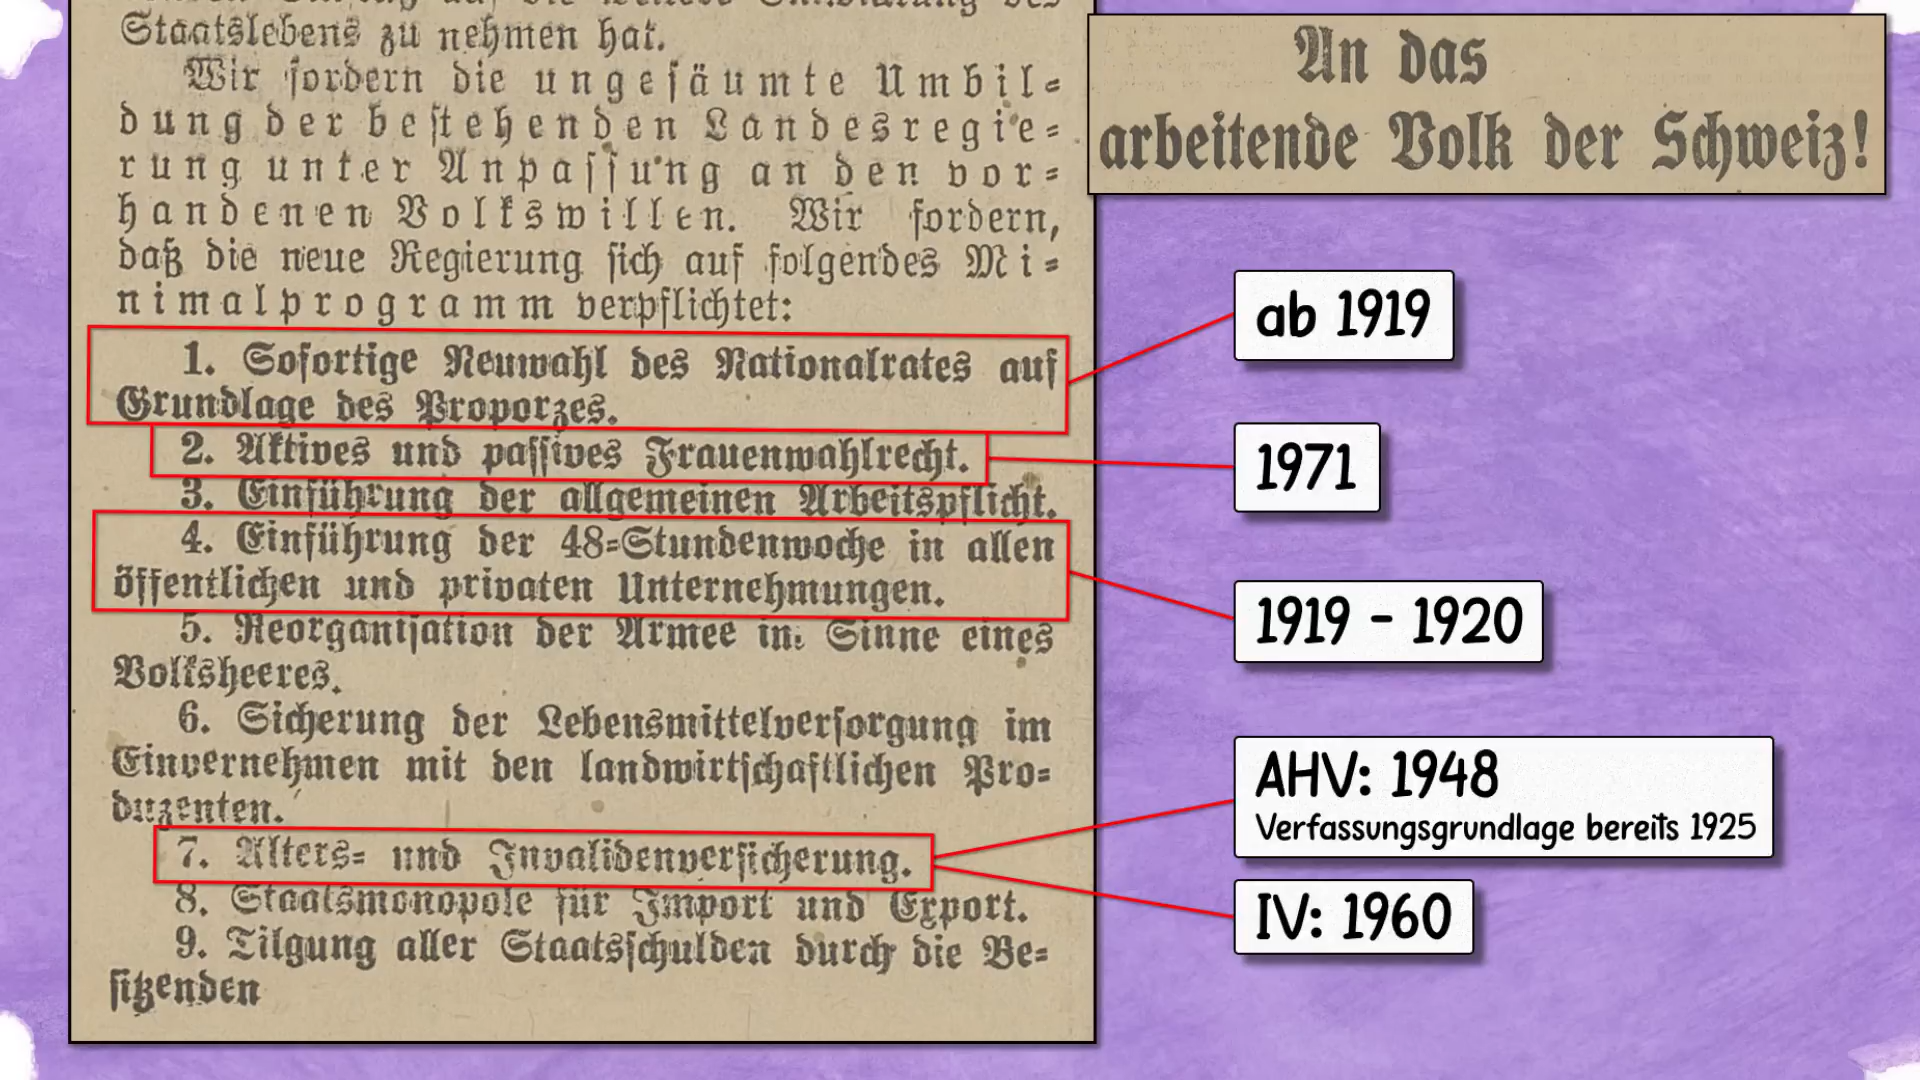 Staatslebens zu nehmen hat.
Wir fordern die ungesäumte Umbil=
dung der bestehenden Landesregie=
rung unter Anpassung an den vor=
handenen Volkswillen. Wir fordern,
daß die neue Regierung sich auf folgendes Mi=
nimalprogramm verpflichtet:
1. Sofortige Neuwahl des Nationalrates auf
Grundlage des Proporzes.
2. Aktives und passives Frauenwahlrecht.
3. Einführung der allgemeinen Arbeitspflicht.
4. Einführung der 48=Stundenwoche in allen
öffentlichen und privaten Unternehmungen.
5. Reorganisation der Armee im Sinne eines
Volksheeres.
6. Sicherung der Lebensmittelversorgung im
Einvernehmen mit den landwirtschaftlichen Pro=
duzenten.
7. Alters= und Invalidenversicherung.
8. Staatsmonopole für Import und Export.
9. Tilgung aller Staatsschulden durch die Be=
sitzenden
An das
arbeitende Volk der Schweiz!
ab 1919
1971
1919 - 1920
AHV: 1948
Verfassungsgrundlage bereits 1925
IV: 1960